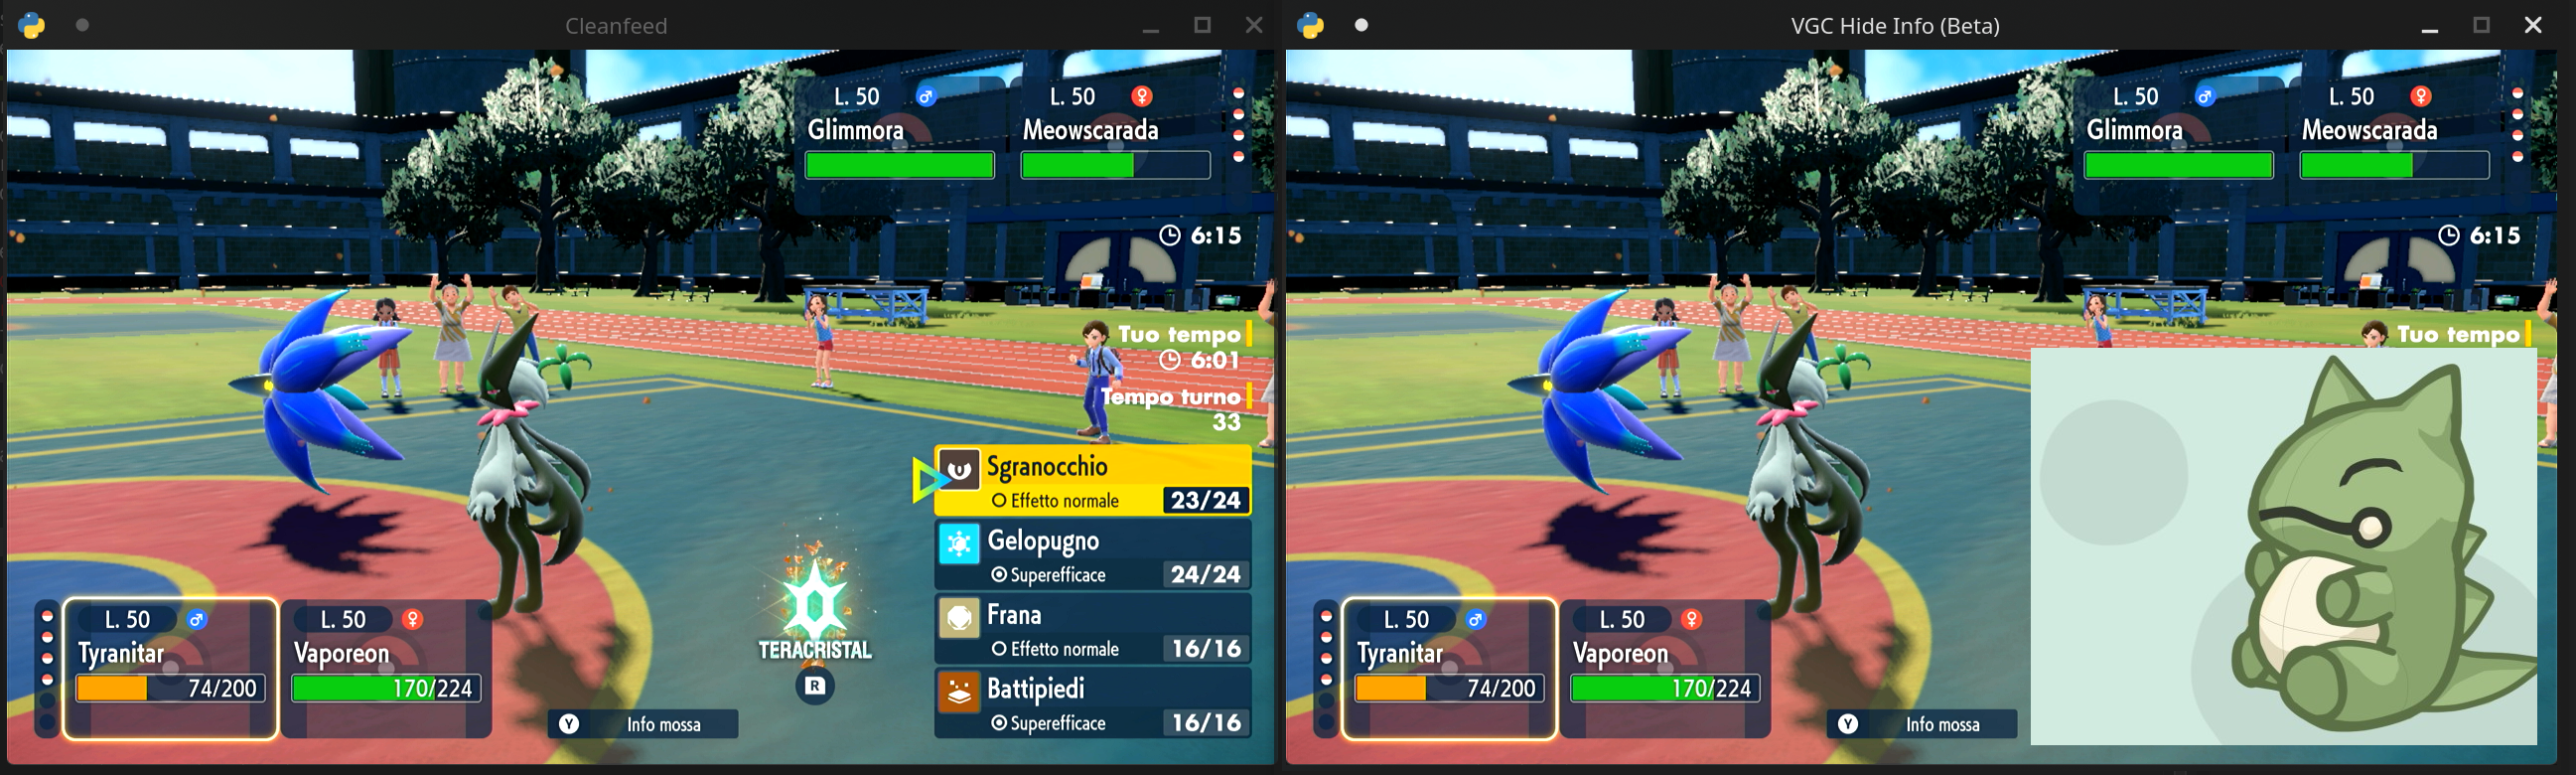 Cleanfeed
L. 50
L. 50
Glimmora
Meowscarada
6:15
Tuo tempo
6:01
Tempo turno
33
Sgranocchio
Effetto normale
23/24
Gelopugno
Superefficace
24/24
Frana
Effetto normale
16/16
Battipiedi
Superefficace
16/16
TERACRISTAL
R
L. 50
L. 50
Tyranitar
Vaporeon
74/200
170/224
Y Info mossa
VGC Hide Info (Beta)
L. 50
L. 50
Glimmora
Meowscarada
6:15
Tuo tempo
L. 50
L. 50
Tyranitar
Vaporeon
74/200
170/224
Y Info mossa